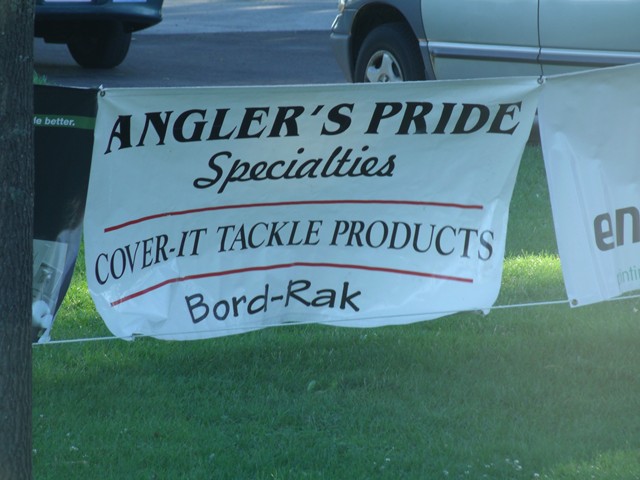 le better.
ANGLER'S PRIDE
Specialties
COVER-IT TACKLE PRODUCTS
Bord-Rak
en